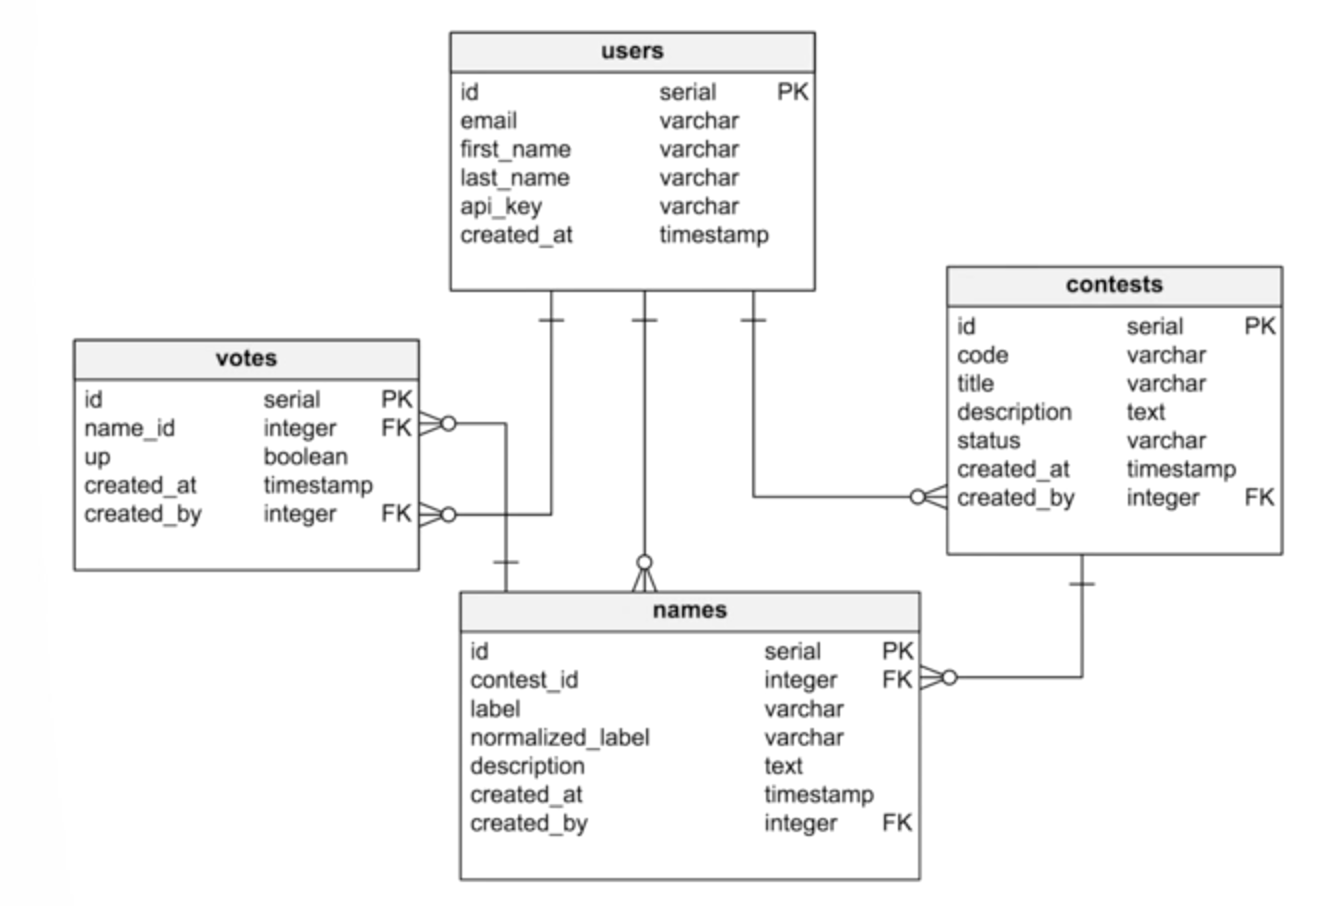 users
id serial PK
email varchar
first_name varchar
last_name varchar
api_key varchar
created_at timestamp
contests
id serial PK
code varchar
title varchar
description text
status varchar
created_at timestamp
created_by integer FK
votes
id serial PK
name_id integer FK
up boolean
created_at timestamp
created_by integer FK
names
id serial PK
contest_id integer FK
label varchar
normalized_label varchar
description text
created_at timestamp
created_by integer FK